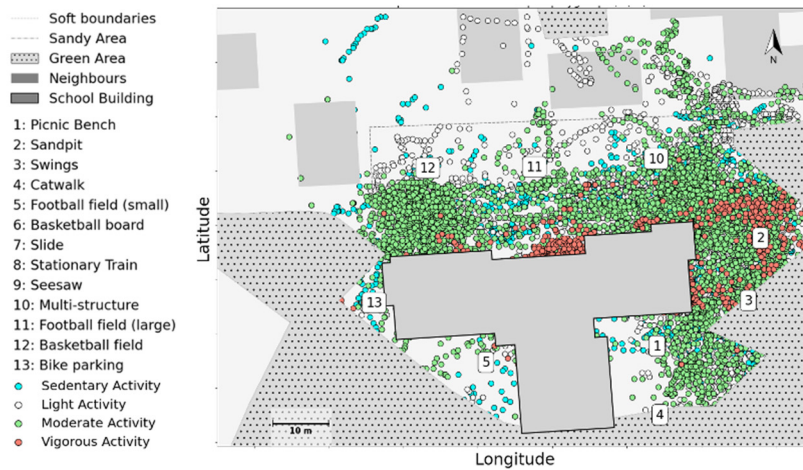 Soft boundaries
Sandy Area
Green Area
Neighbours
School Building
1: Picnic Bench
2: Sandpit
3: Swings
4: Catwalk
5: Football field (small)
6: Basketball board
7: Slide
8: Stationary Train
9: Seesaw
10: Multi-structure
11: Football field (large)
12: Basketball field
13: Bike parking
Sedentary Activity
Light Activity
Moderate Activity
Vigorous Activity
Latitude
N
12
11
10
2
13
3
1
5
4
10 m
Longitude